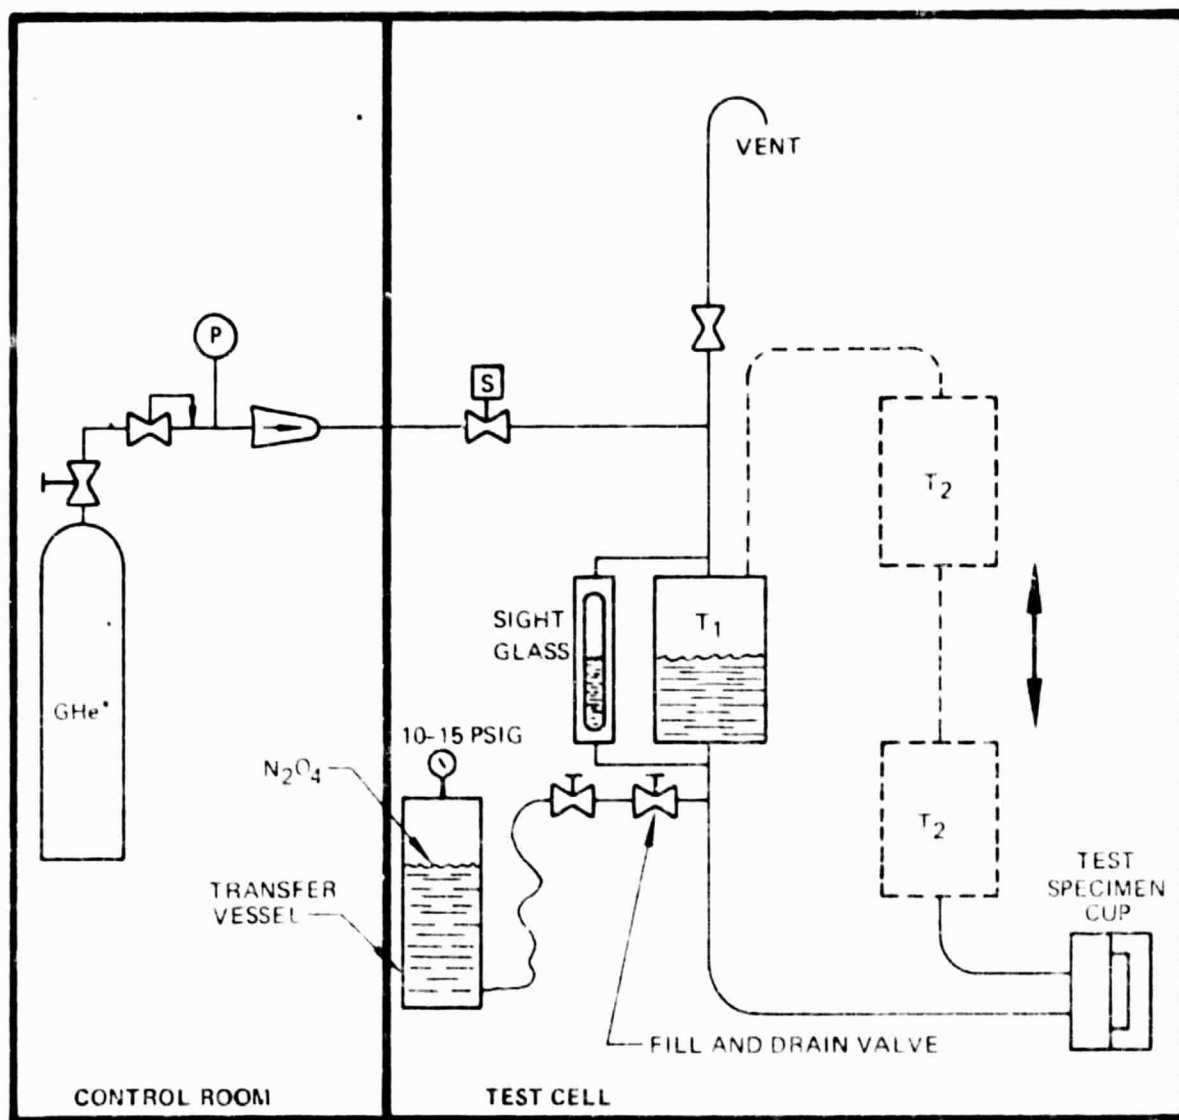 VENT
P
S
T2
SIGHT
GLASS
T1
GHe*
10-15 PSIG
N2O4
T2
TRANSFER
VESSEL
TEST
SPECIMEN
CUP
FILL AND DRAIN VALVE
CONTROL ROOM
TEST CELL